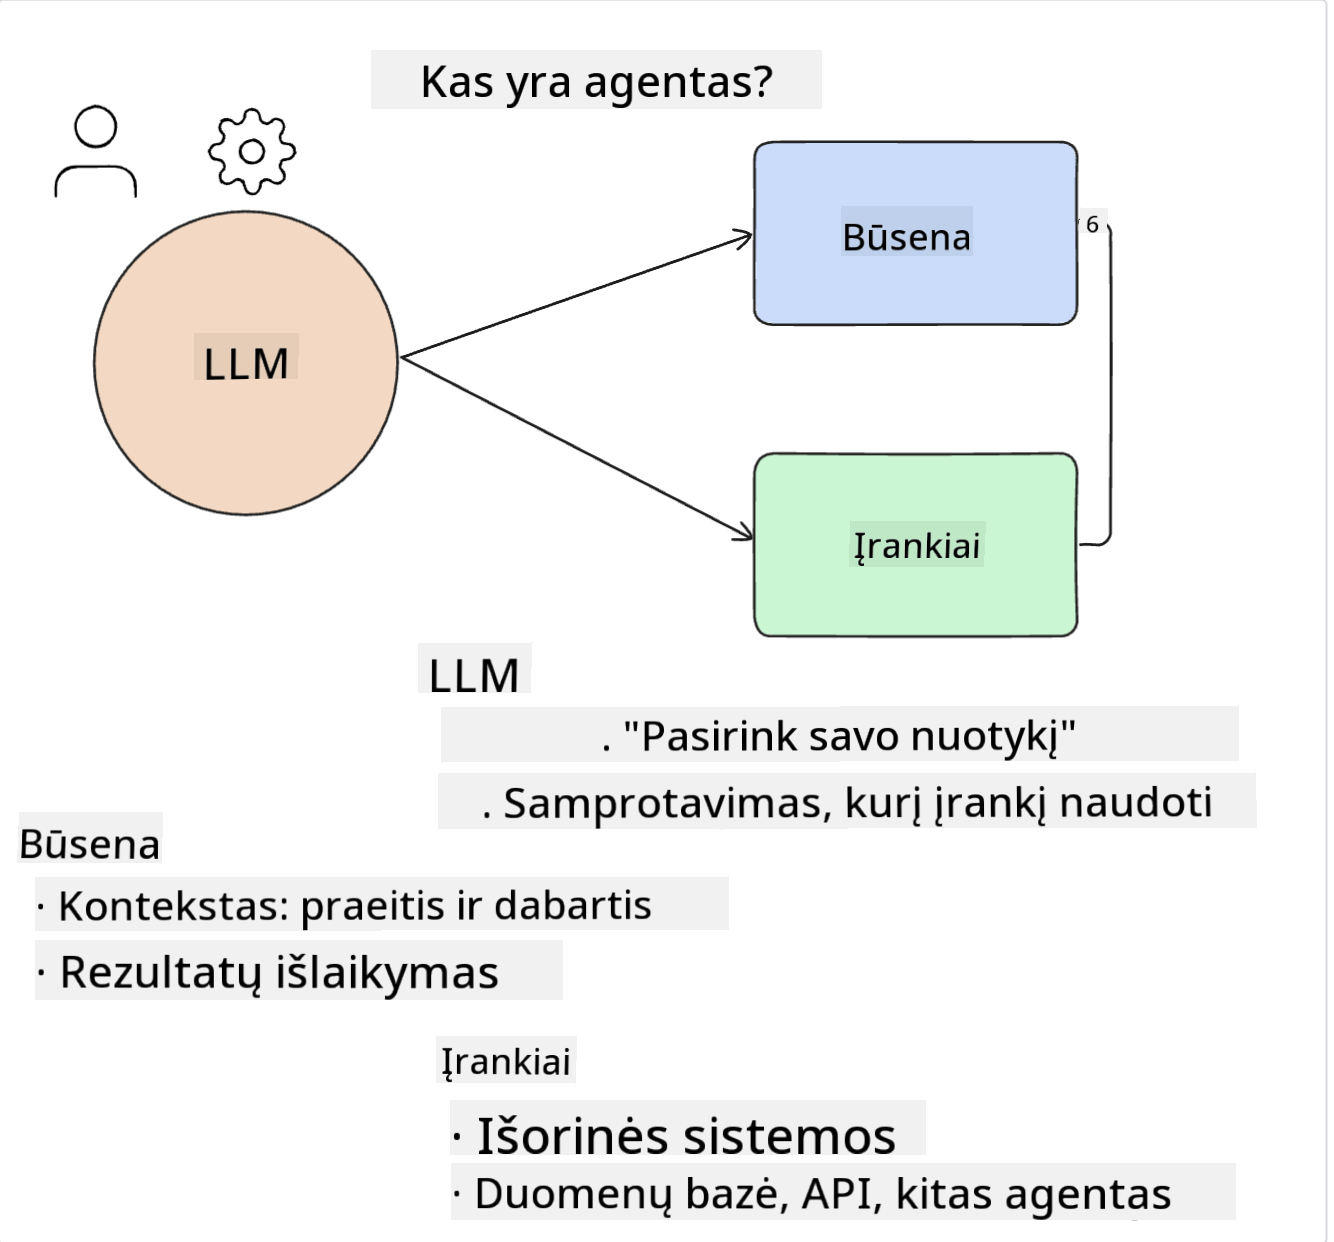 Kas yra agentas?
Būsena
6
LLM
Įrankiai
LLM
. "Pasirink savo nuotykį"
. Samprotavimas, kurį įrankį naudoti
Būsena
· Kontekstas: praeitis ir dabartis
· Rezultatų išlaikymas
Įrankiai
· Išorinės sistemos
· Duomenų bazė, API, kitas agentas